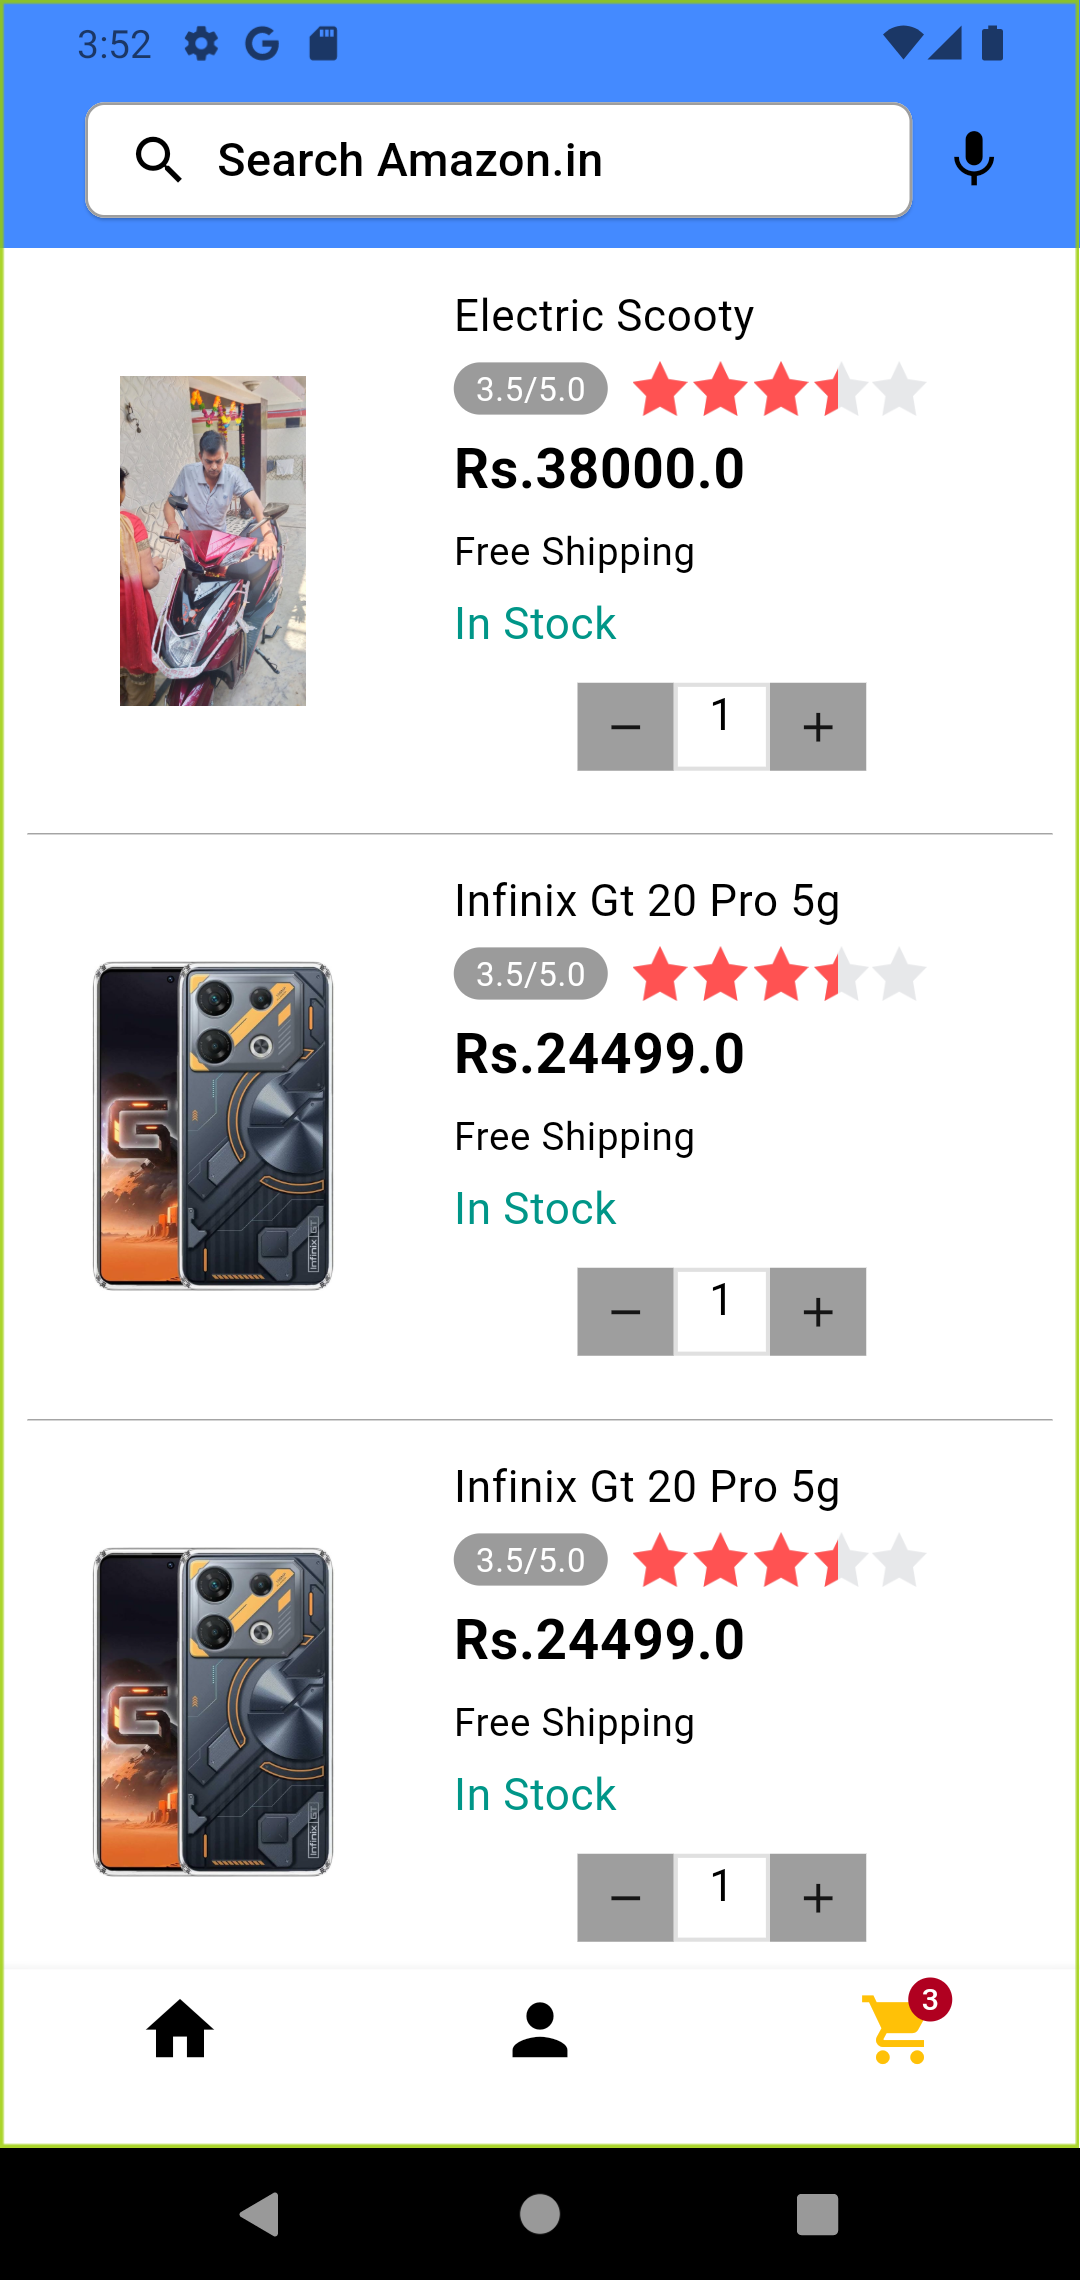 3:52
Search Amazon.in
Electric Scooty
3.5/5.0
Rs.38000.0
Free Shipping
In Stock
− 1 +
Infinix Gt 20 Pro 5g
3.5/5.0
Rs.24499.0
Free Shipping
In Stock
− 1 +
Infinix Gt 20 Pro 5g
3.5/5.0
Rs.24499.0
Free Shipping
In Stock
− 1 +
3